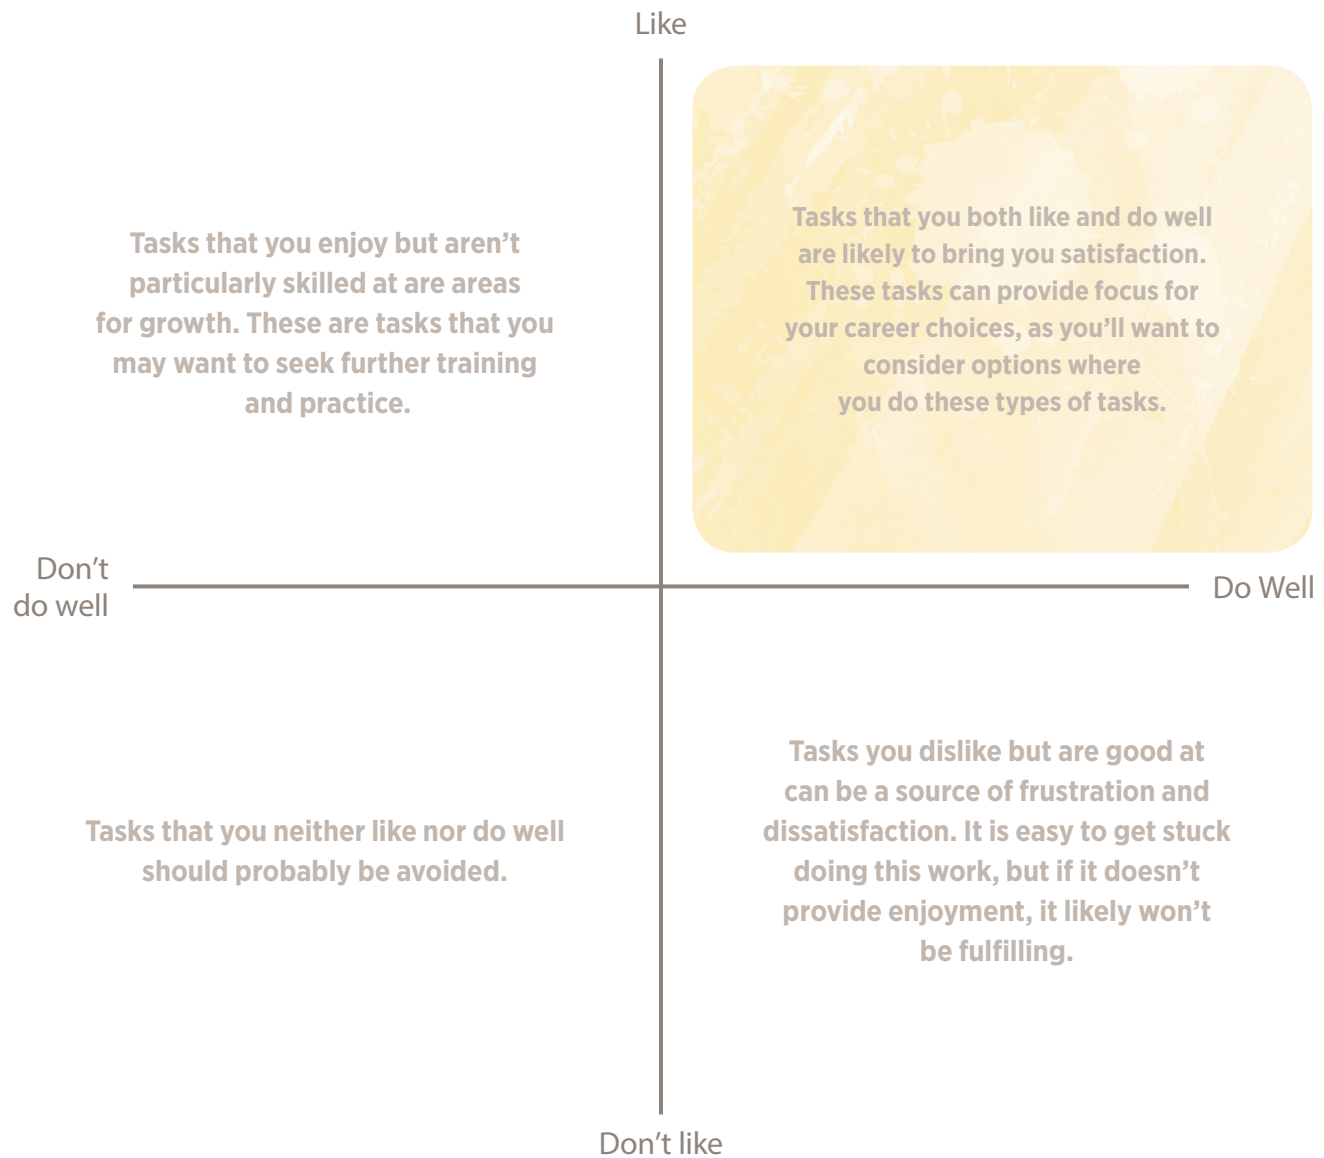 Like
Tasks that you enjoy but aren’t
particularly skilled at are areas
for growth. These are tasks that you
may want to seek further training
and practice.
Tasks that you both like and do well
are likely to bring you satisfaction.
These tasks can provide focus for
your career choices, as you’ll want to
consider options where
you do these types of tasks.
Don’t
do well
Do Well
Tasks that you neither like nor do well
should probably be avoided.
Tasks you dislike but are good at
can be a source of frustration and
dissatisfaction. It is easy to get stuck
doing this work, but if it doesn’t
provide enjoyment, it likely won’t
be fulfilling.
Don’t like